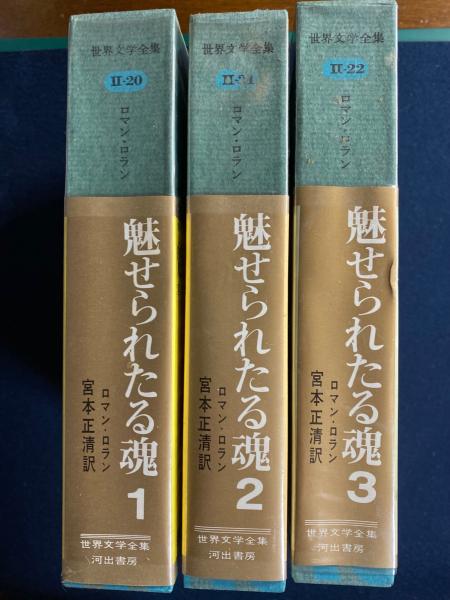 世界文学全集
II-20
ロマン・ロラン
魅せられたる魂
ロマン・ロラン
宮本正清訳
1
世界文学全集
河出書房
世界文学全集
II-21
ロマン・ロラン
魅せられたる魂
ロマン・ロラン
宮本正清訳
2
世界文学全集
河出書房
世界文学全集
II-22
ロマン・ロラン
魅せられたる魂
ロマン・ロラン
宮本正清訳
3
世界文学全集
河出書房